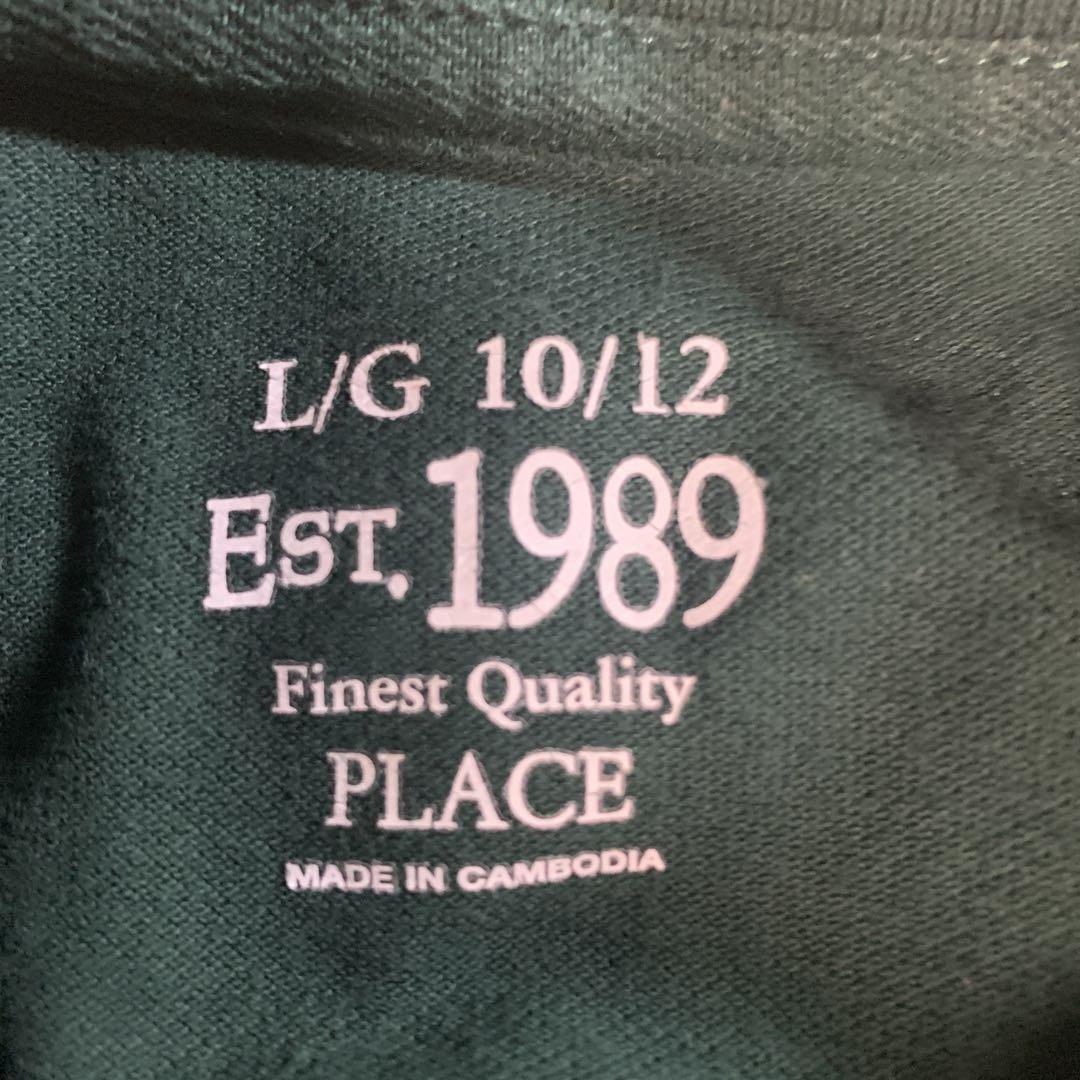 L/G 10/12
EST. 1989
Finest Quality
PLACE
MADE IN CAMBODIA